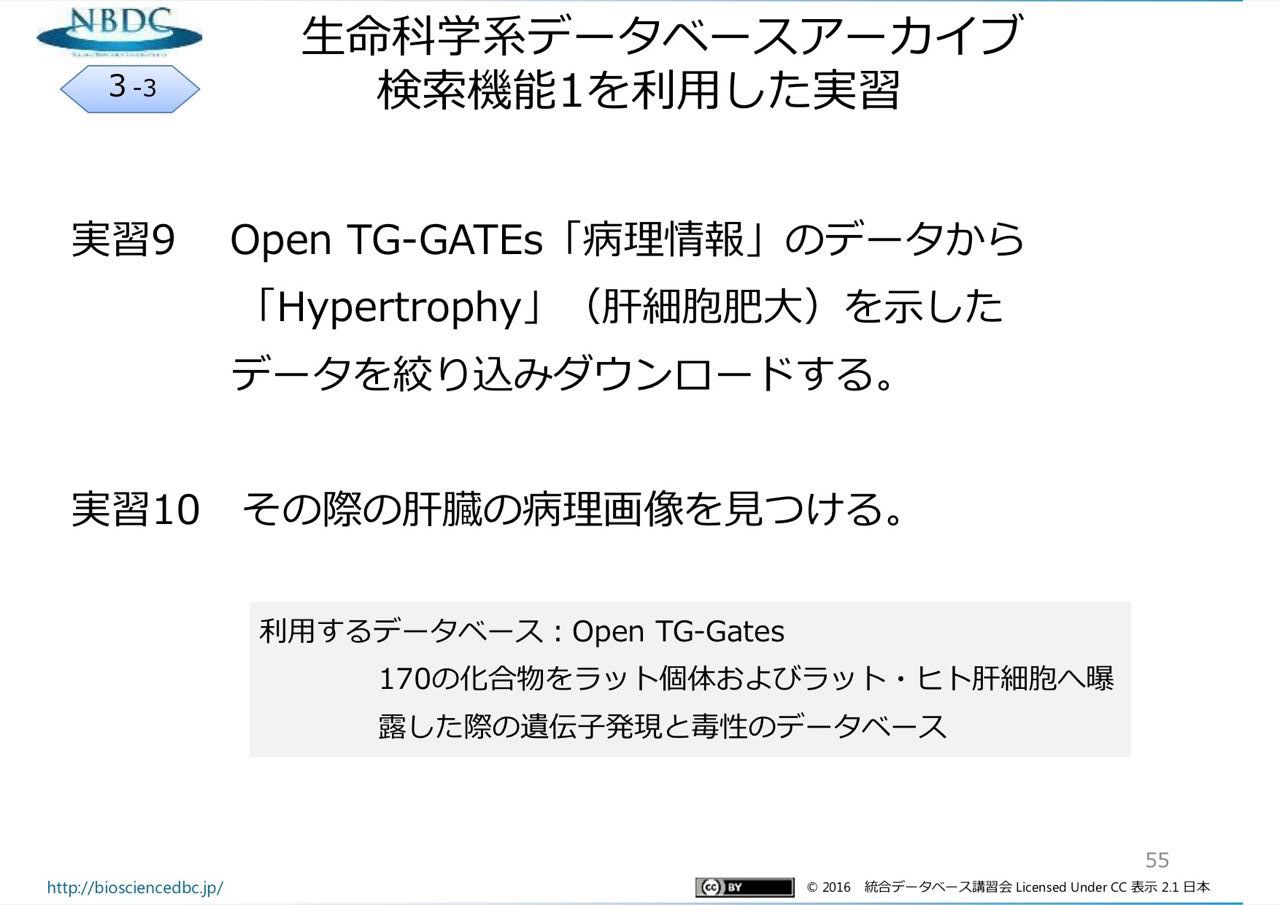 NBDC
3-3
生命科学系データベースアーカイブ
検索機能1を利用した実習
実習9 Open TG-GATEs「病理情報」のデータから
「Hypertrophy」（肝細胞肥大）を示した
データを絞り込みダウンロードする。
実習10 その際の肝臓の病理画像を見つける。
利用するデータベース：Open TG-Gates
170の化合物をラット個体およびラット・ヒト肝細胞へ曝
露した際の遺伝子発現と毒性のデータベース
55
http://biosciencedbc.jp/
cc BY
© 2016 統合データベース講習会 Licensed Under CC 表示 2.1 日本